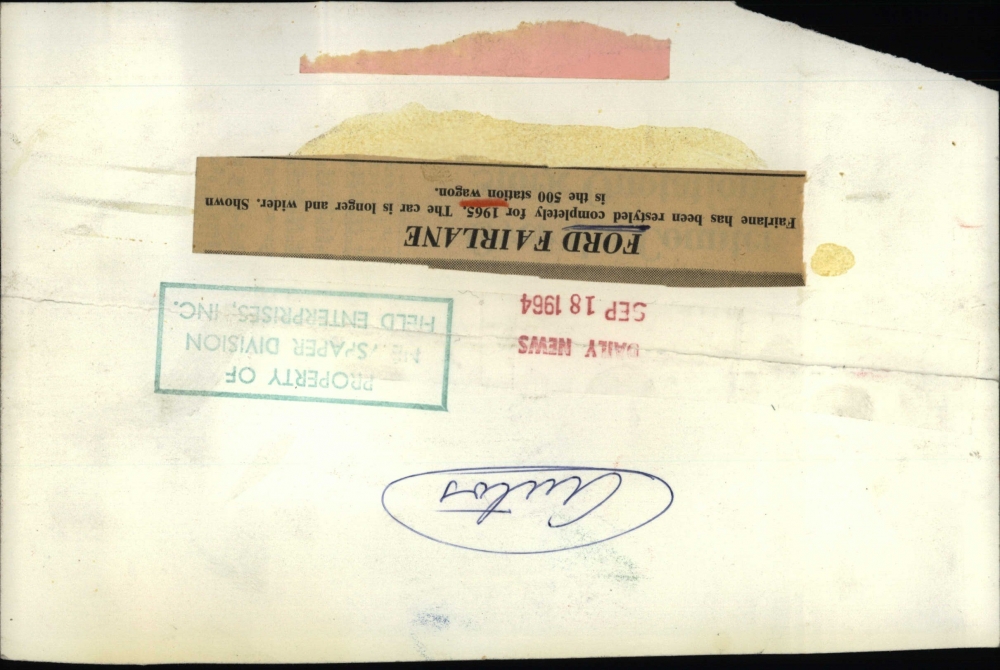 Autos
DAILY NEWS
SEP 18 1964
PROPERTY OF
NEWSPAPER DIVISION
FIELD ENTERPRISES, INC.
FORD FAIRLANE
Fairlane has been restyled completely for 1965. The car is longer and wider. Shown
is the 500 station wagon.